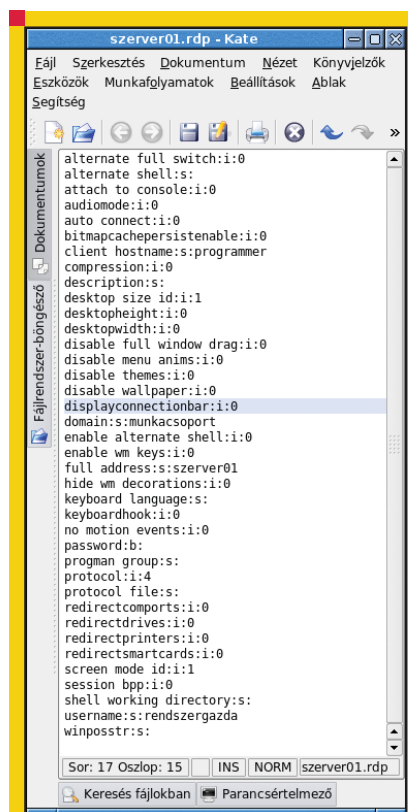 szerver01.rdp - Kate
Fájl Szerkesztés Dokumentum Nézet Könyvjelzők
Eszközök Munkafolyamatok Beállítások Ablak
Segítség
»
Dokumentumok
Fájlrendszer-böngésző
alternate full switch:i:0
alternate shell:s:
attach to console:i:0
audiomode:i:0
auto connect:i:0
bitmapcachepersistenable:i:0
client hostname:s:programmer
compression:i:0
description:s:
desktop size id:i:1
desktopheight:i:0
desktopwidth:i:0
disable full window drag:i:0
disable menu anims:i:0
disable themes:i:0
disable wallpaper:i:0
displayconnectionbar:i:0
domain:s:munkacsoport
enable alternate shell:i:0
enable wm keys:i:0
full address:s:szerver01
hide wm decorations:i:0
keyboard language:s:
keyboardhook:i:0
no motion events:i:0
password:b:
progman group:s:
protocol:i:4
protocol file:s:
redirectcomports:i:0
redirectdrives:i:0
redirectprinters:i:0
redirectsmartcards:i:0
screen mode id:i:1
session bpp:i:0
shell working directory:s:
username:s:rendszergazda
winposstr:s:
Sor: 17 Oszlop: 15 INS NORM szerver01.rdp
Keresés fájlokban Parancsértelmező